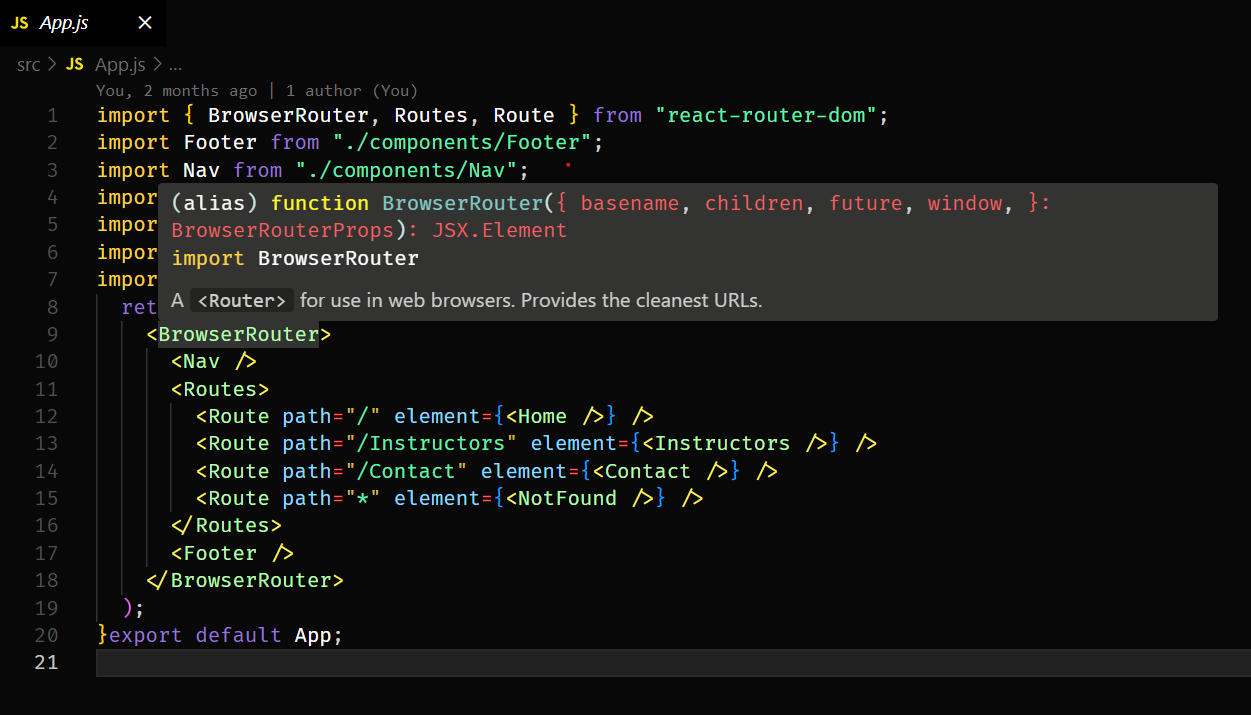 JS App.js ×
src > JS App.js > ...
You, 2 months ago | 1 author (You)
1 import { BrowserRouter, Routes, Route } from "react-router-dom";
2 import Footer from "./components/Footer";
3 import Nav from "./components/Nav";
4 impor
(alias) function BrowserRouter({ basename, children, future, window, }:
5 impor
BrowserRouterProps): JSX.Element
6 impor
import BrowserRouter
7 impor
A <Router> for use in web browsers. Provides the cleanest URLs.
8 ret
9 <BrowserRouter>
10 <Nav />
11 <Routes>
12 <Route path="/" element={<Home />} />
13 <Route path="/Instructors" element={<Instructors />} />
14 <Route path="/Contact" element={<Contact />} />
15 <Route path="*" element={<NotFound />} />
16 </Routes>
17 <Footer />
18 </BrowserRouter>
19 );
20 }export default App;
21